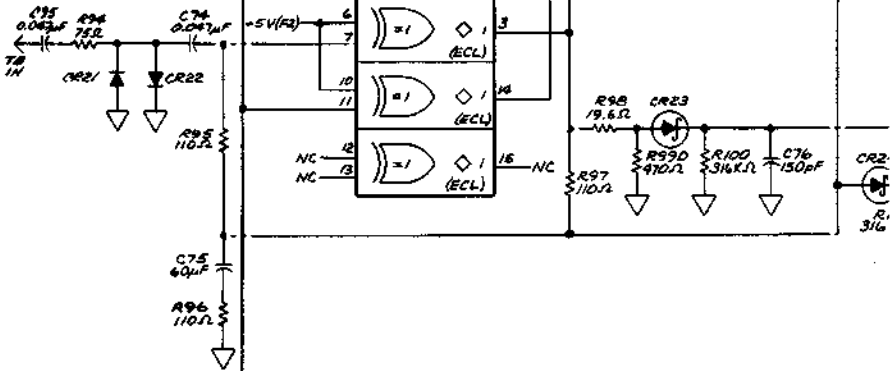 C95
0.047µF
R94
75Ω
C74
0.047µF
TB
IN
CR21
CR22
+5V(F2)
6
7
=1
3
1
(ECL)
10
11
=1
14
1
(ECL)
NC
12
NC
13
=1
15
NC
1
(ECL)
R95
110Ω
R98
19.6Ω
CR23
R99
470Ω
R100
316KΩ
C76
150pF
R97
110Ω
CR2
316
C75
60µF
R96
110Ω